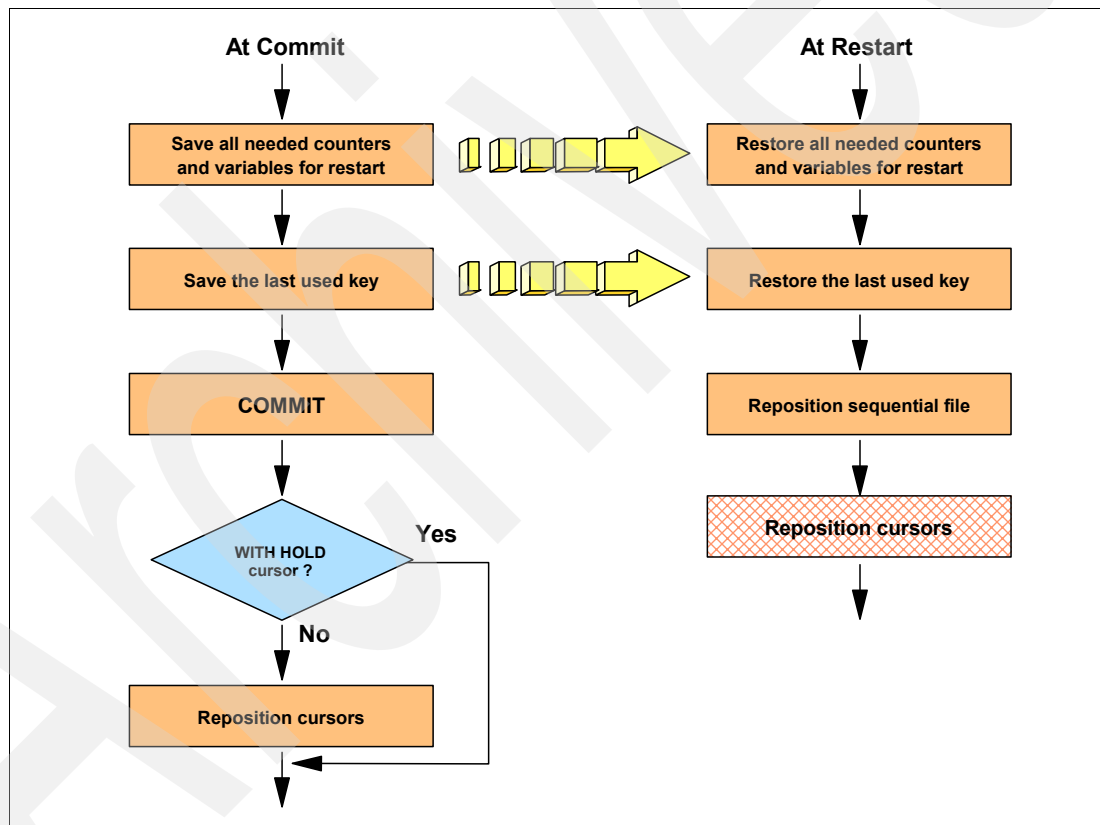 At Commit
Save all needed counters
and variables for restart
Save the last used key
COMMIT
WITH HOLD
cursor ?
Yes
No
Reposition cursors
At Restart
Restore all needed counters
and variables for restart
Restore the last used key
Reposition sequential file
Reposition cursors
Archive